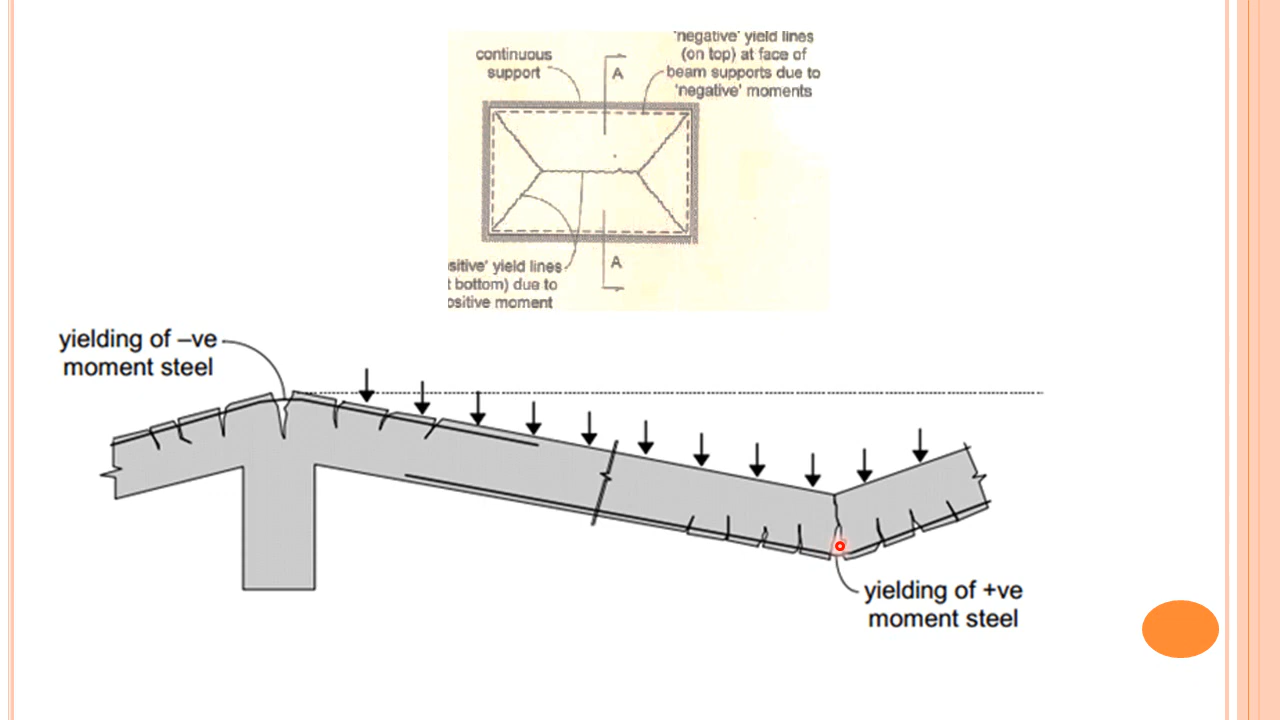 'negative' yield lines
(on top) at face of
beam supports due to
'negative' moments
continuous
support
A
A
sitive' yield lines
t bottom) due to
ositive moment
yielding of –ve
moment steel
yielding of +ve
moment steel